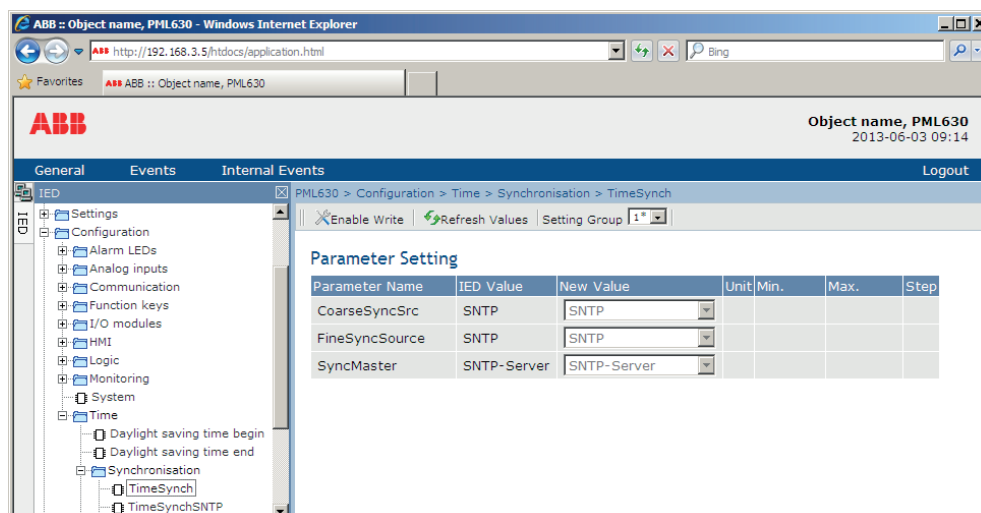 ABB :: Object name, PML630 - Windows Internet Explorer
ABB http://192.168.3.5/htdocs/application.html
Bing
Favorites
ABB ABB :: Object name, PML630
ABB
Object name, PML630
2013-06-03 09:14
General Events Internal Events Logout
IED
IED
Settings
Configuration
Alarm LEDs
Analog inputs
Communication
Function keys
I/O modules
HMI
Logic
Monitoring
System
Time
Daylight saving time begin
Daylight saving time end
Synchronisation
TimeSynch
TimeSynchSNTP
PML630 > Configuration > Time > Synchronisation > TimeSynch
Enable Write Refresh Values Setting Group 1*
Parameter Setting
Parameter Name IED Value New Value Unit Min. Max. Step
CoarseSyncSrc SNTP SNTP
FineSyncSource SNTP SNTP
SyncMaster SNTP-Server SNTP-Server